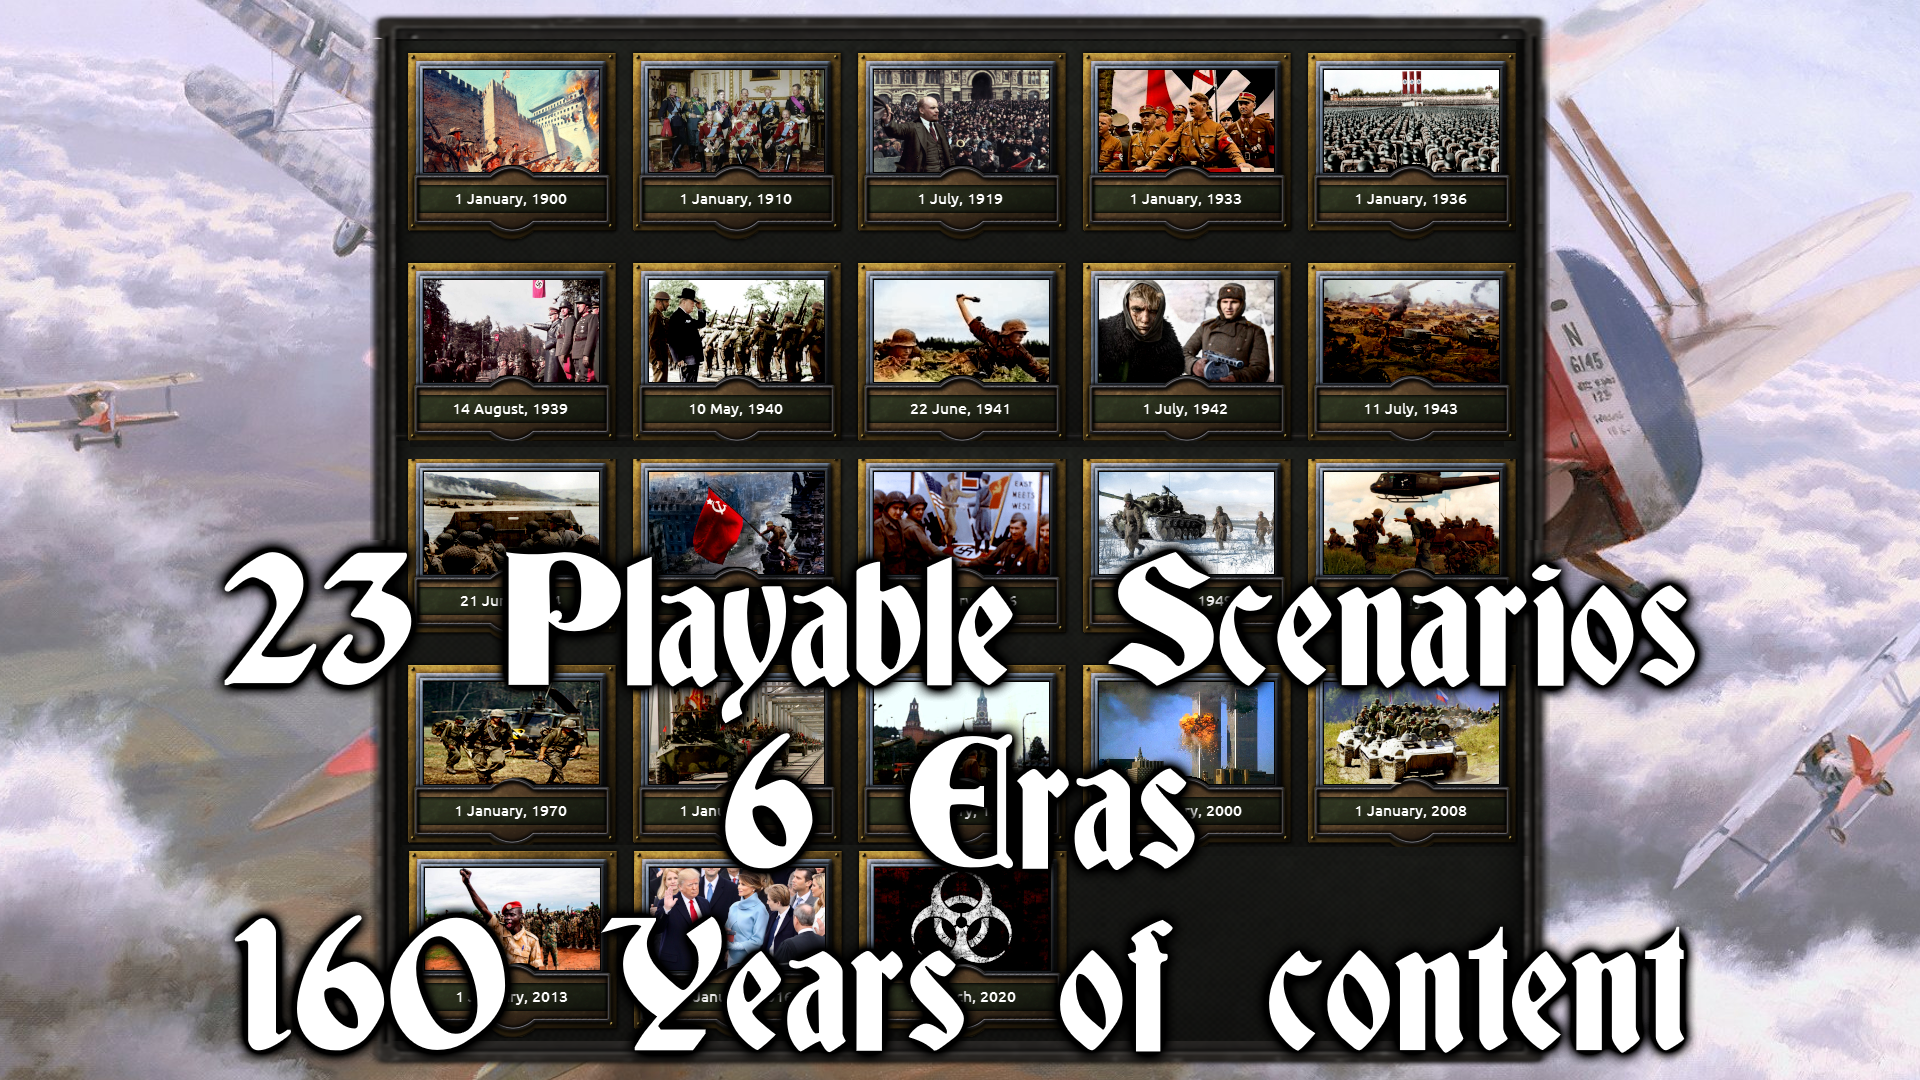 1 January, 1900
1 January, 1910
1 July, 1919
1 January, 1933
1 January, 1936
14 August, 1939
10 May, 1940
22 June, 1941
1 July, 1942
11 July, 1943
N
6145
EAST
MEETS
WEST
21
23 Playable Scenarios
1 January, 1970
2000
1 January, 2008
6 Eras
2013
2020
160 Years of content